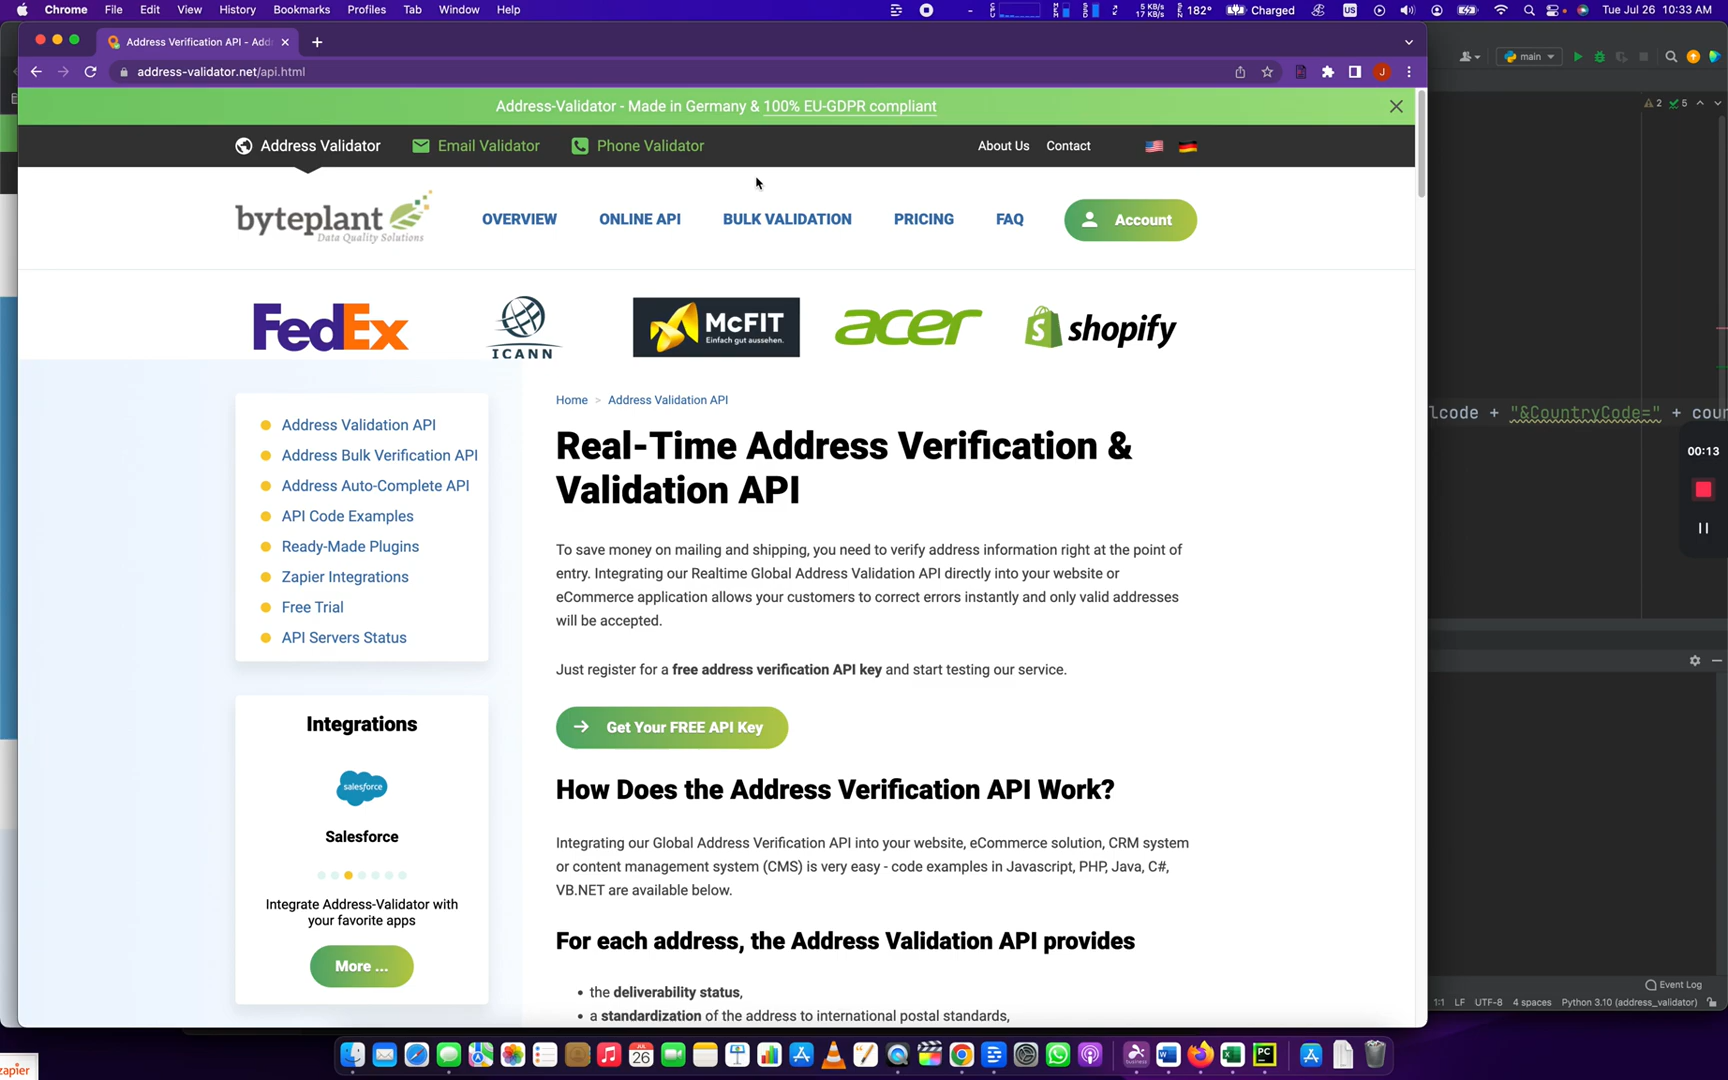 Chrome File Edit View History Bookmarks Profiles Tab Window Help
5 KB/s
17 KB/s
182° Charged US Tue Jul 26 10:33 AM
Address Verification API - Add
address-validator.net/api.html
J
main
Address-Validator - Made in Germany & 100% EU-GDPR compliant
2 5
Address Validator Email Validator Phone Validator About Us Contact
byteplant
Data Quality Solutions
OVERVIEW ONLINE API BULK VALIDATION PRICING FAQ Account
FedEx
ICANN
McFIT
Einfach gut aussehen.
acer
shopify
Home > Address Validation API
lcode + "&CountryCode=" + cour
00:13
Address Validation API
Address Bulk Verification API
Address Auto-Complete API
API Code Examples
Ready-Made Plugins
Zapier Integrations
Free Trial
API Servers Status
Real-Time Address Verification &
Validation API
To save money on mailing and shipping, you need to verify address information right at the point of
entry. Integrating our Realtime Global Address Validation API directly into your website or
eCommerce application allows your customers to correct errors instantly and only valid addresses
will be accepted.
Just register for a free address verification API key and start testing our service.
Get Your FREE API Key
Integrations
salesforce
Salesforce
Integrate Address-Validator with
your favorite apps
More ...
How Does the Address Verification API Work?
Integrating our Global Address Verification API into your website, eCommerce solution, CRM system
or content management system (CMS) is very easy - code examples in Javascript, PHP, Java, C#,
VB.NET are available below.
For each address, the Address Validation API provides
• the deliverability status,
• a standardization of the address to international postal standards,
Event Log
1:1 LF UTF-8 4 spaces Python 3.10 (address_validator)
JUL
26
PC
zapier